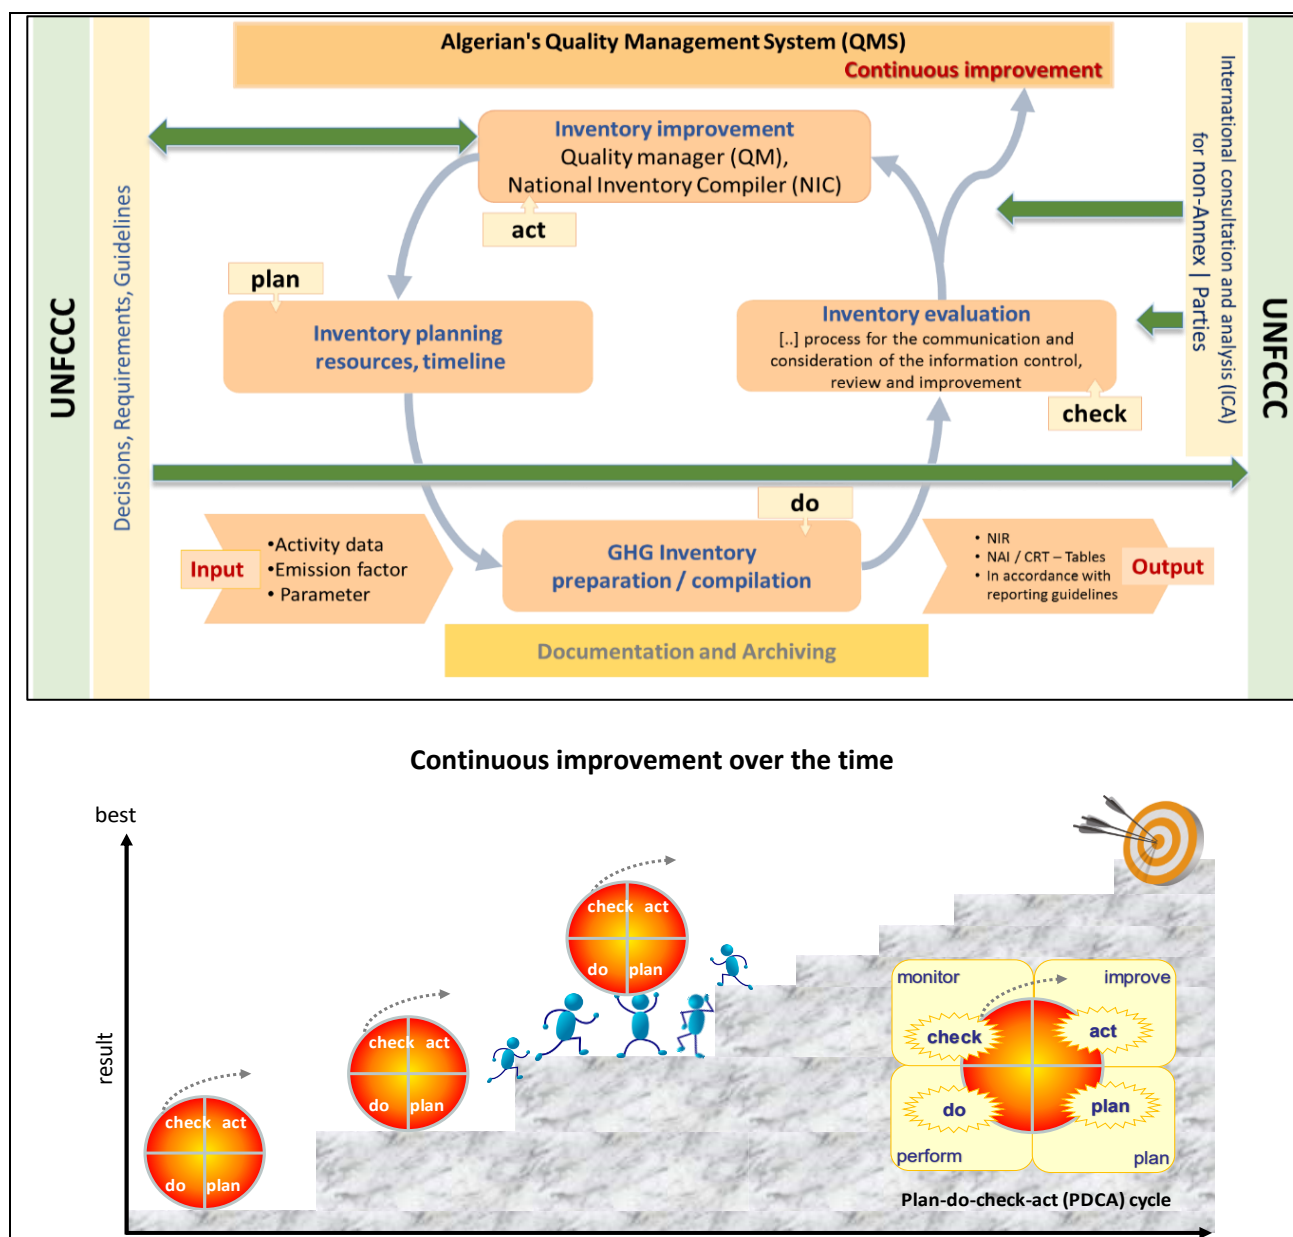 Algerian's Quality Management System (QMS)
Continuous improvement
UNFCCC
Decisions, Requirements, Guidelines
Inventory improvement
Quality manager (QM),
National Inventory Compiler (NIC)
act
plan
Inventory planning
resources, timeline
Inventory evaluation
[..] process for the communication and
consideration of the information control,
review and improvement
check
International consultation and analysis (ICA)
for non-Annex | Parties
UNFCCC
do
Input
•Activity data
•Emission factor
• Parameter
GHG Inventory
preparation / compilation
• NIR
• NAI / CRT – Tables
• In accordance with
reporting guidelines
Output
Documentation and Archiving
Continuous improvement over the time
best
result
check act
do plan
check act
do plan
check act
do plan
monitor
improve
check
act
do
plan
perform
plan
Plan-do-check-act (PDCA) cycle